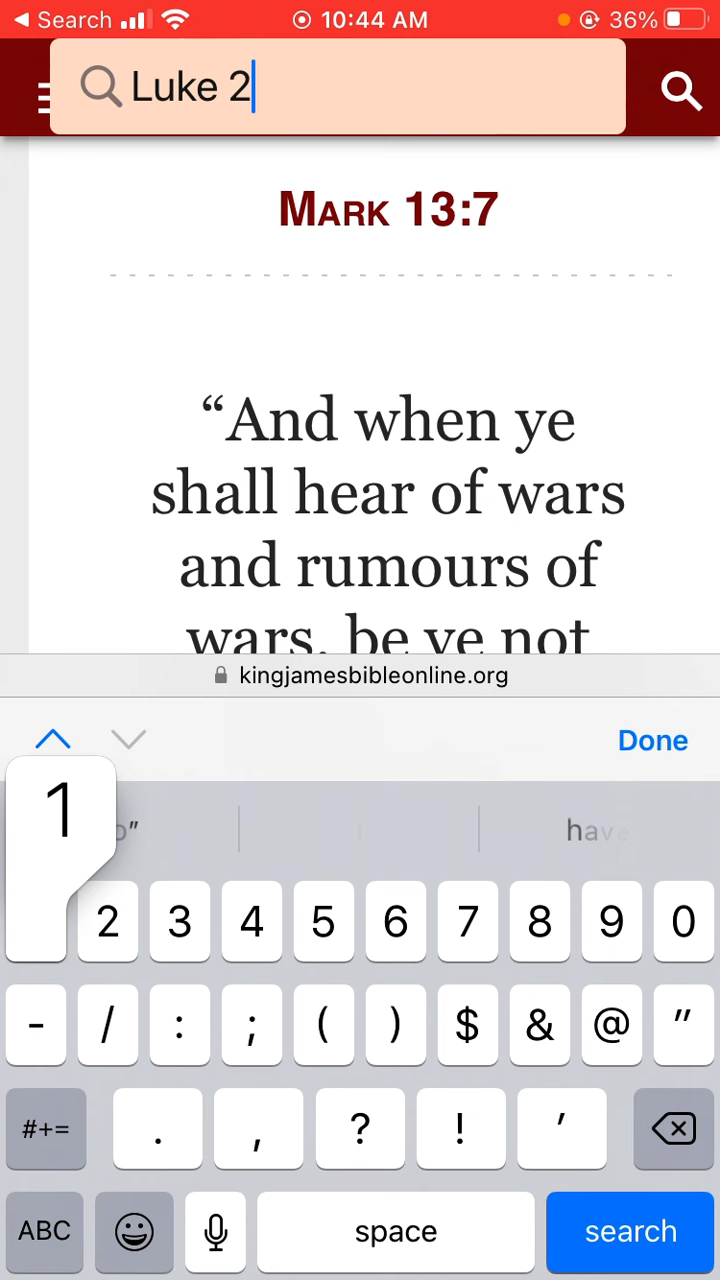 Search 10:44 AM 36%
Luke 2
MARK 13:7
“And when ye
shall hear of wars
and rumours of
wars, be ye not
kingjamesbibleonline.org
Done
1
have
2 3 4 5 6 7 8 9 0
- / : ; ( ) $ & @ "
#+= . , ? ! ’
ABC space search